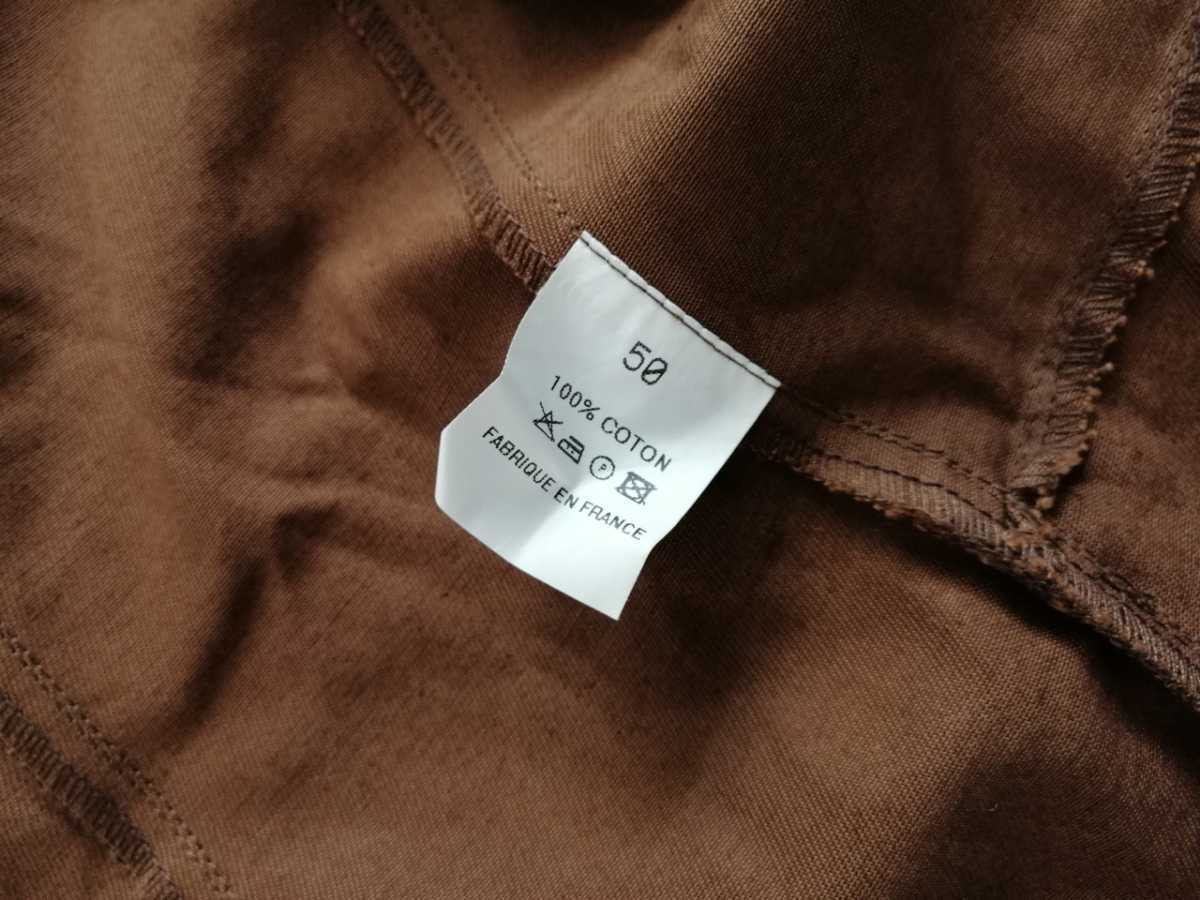 50
100% COTON
P
FABRIQUE EN FRANCE